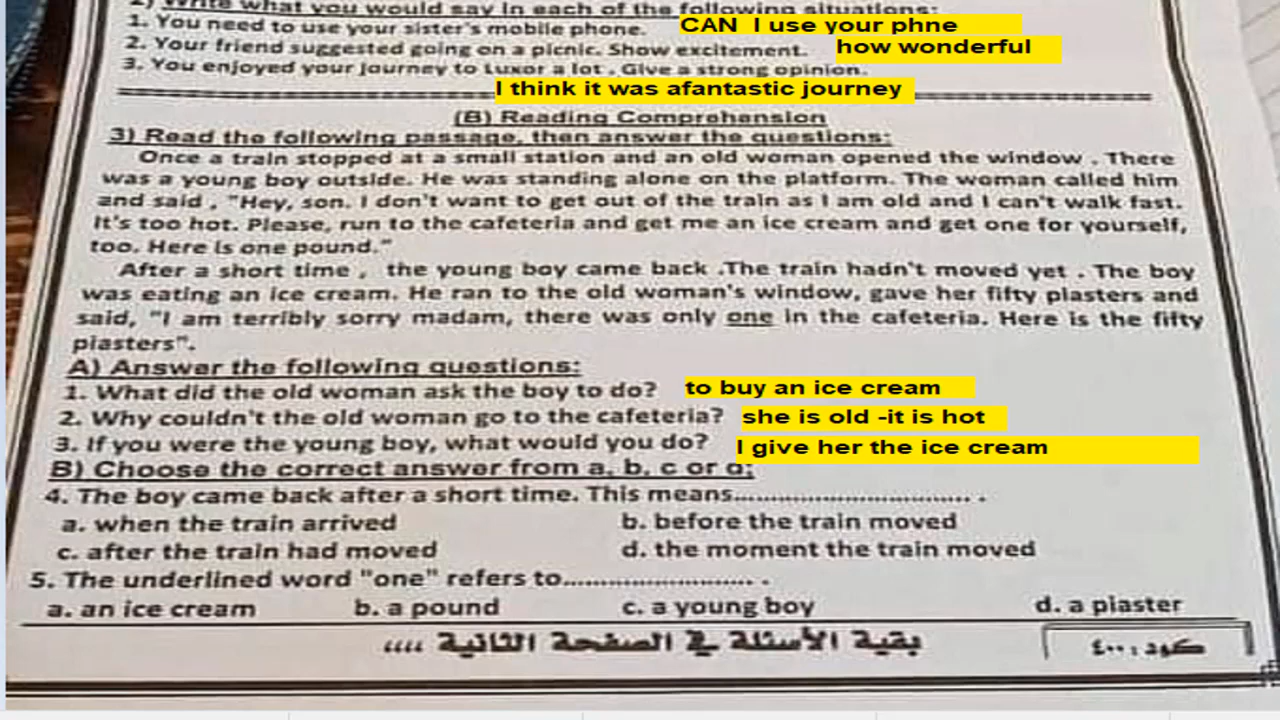 2) Write what you would say in each of the following situations:
1. You need to use your sister's mobile phone. CAN I use your phne
2. Your friend suggested going on a picnic. Show excitement. how wonderful
3. You enjoyed your journey to Luxor a lot . Give a strong opinion.
I think it was afantastic journey
(B) Reading Comprehension
3) Read the following passage, then answer the questions:
Once a train stopped at a small station and an old woman opened the window . There
was a young boy outside. He was standing alone on the platform. The woman called him
and said , "Hey, son. I don't want to get out of the train as I am old and I can't walk fast.
It's too hot. Please, run to the cafeteria and get me an ice cream and get one for yourself,
too. Here is one pound."
After a short time , the young boy came back .The train hadn't moved yet . The boy
was eating an ice cream. He ran to the old woman's window, gave her fifty piasters and
said, "I am terribly sorry madam, there was only one in the cafeteria. Here is the fifty
piasters".
A) Answer the following questions:
1. What did the old woman ask the boy to do? to buy an ice cream
2. Why couldn't the old woman go to the cafeteria? she is old -it is hot
3. If you were the young boy, what would you do? I give her the ice cream
B) Choose the correct answer from a, b, c or d:
4. The boy came back after a short time. This means............................... .
a. when the train arrived b. before the train moved
c. after the train had moved d. the moment the train moved
5. The underlined word "one" refers to......................... .
a. an ice cream b. a pound c. a young boy d. a piaster
بقية الأسئلة في الصفحة الثانية ،،،،
كود : ٤٠٠